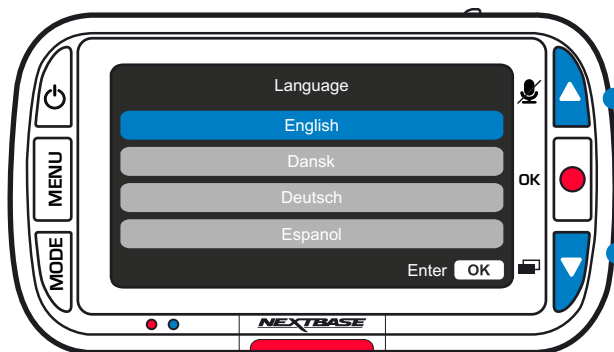 Language
English
Dansk
Deutsch
Espanol
Enter OK
MENU
MODE
OK
NEXTBASE